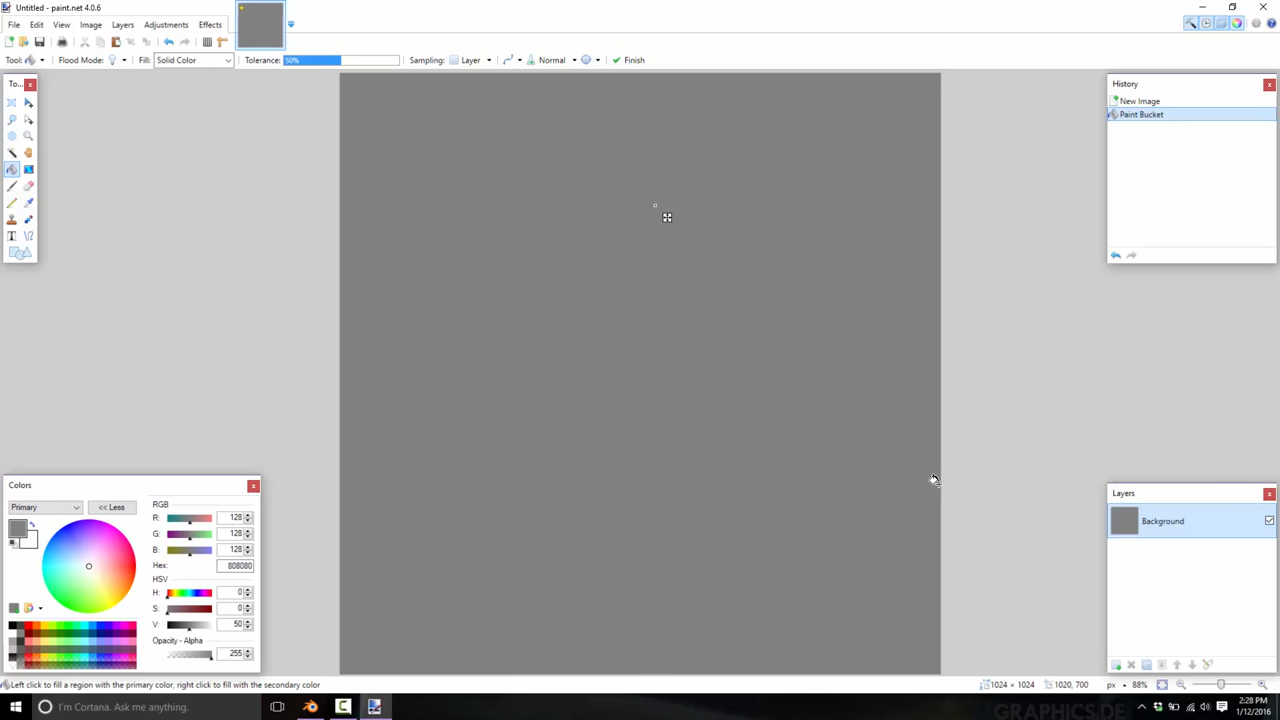 Untitled - paint.net 4.0.6
File Edit View Image Layers Adjustments Effects
Tool: Flood Mode: Fill: Solid Color Tolerance: 50% Sampling: Layer Normal Finish
To...
History
New Image
Paint Bucket
Colors
Primary << Less
RGB
R: 128
G: 128
B: 128
Hex: 808080
HSV
H: 0
S: 0
V: 50
Opacity - Alpha
255
Layers
Background
Left click to fill a region with the primary color, right click to fill with the secondary color
1024 × 1024 1020, 700 px 88%
I'm Cortana. Ask me anything.
GRAPHICS.DE
2:28 PM
1/12/2016